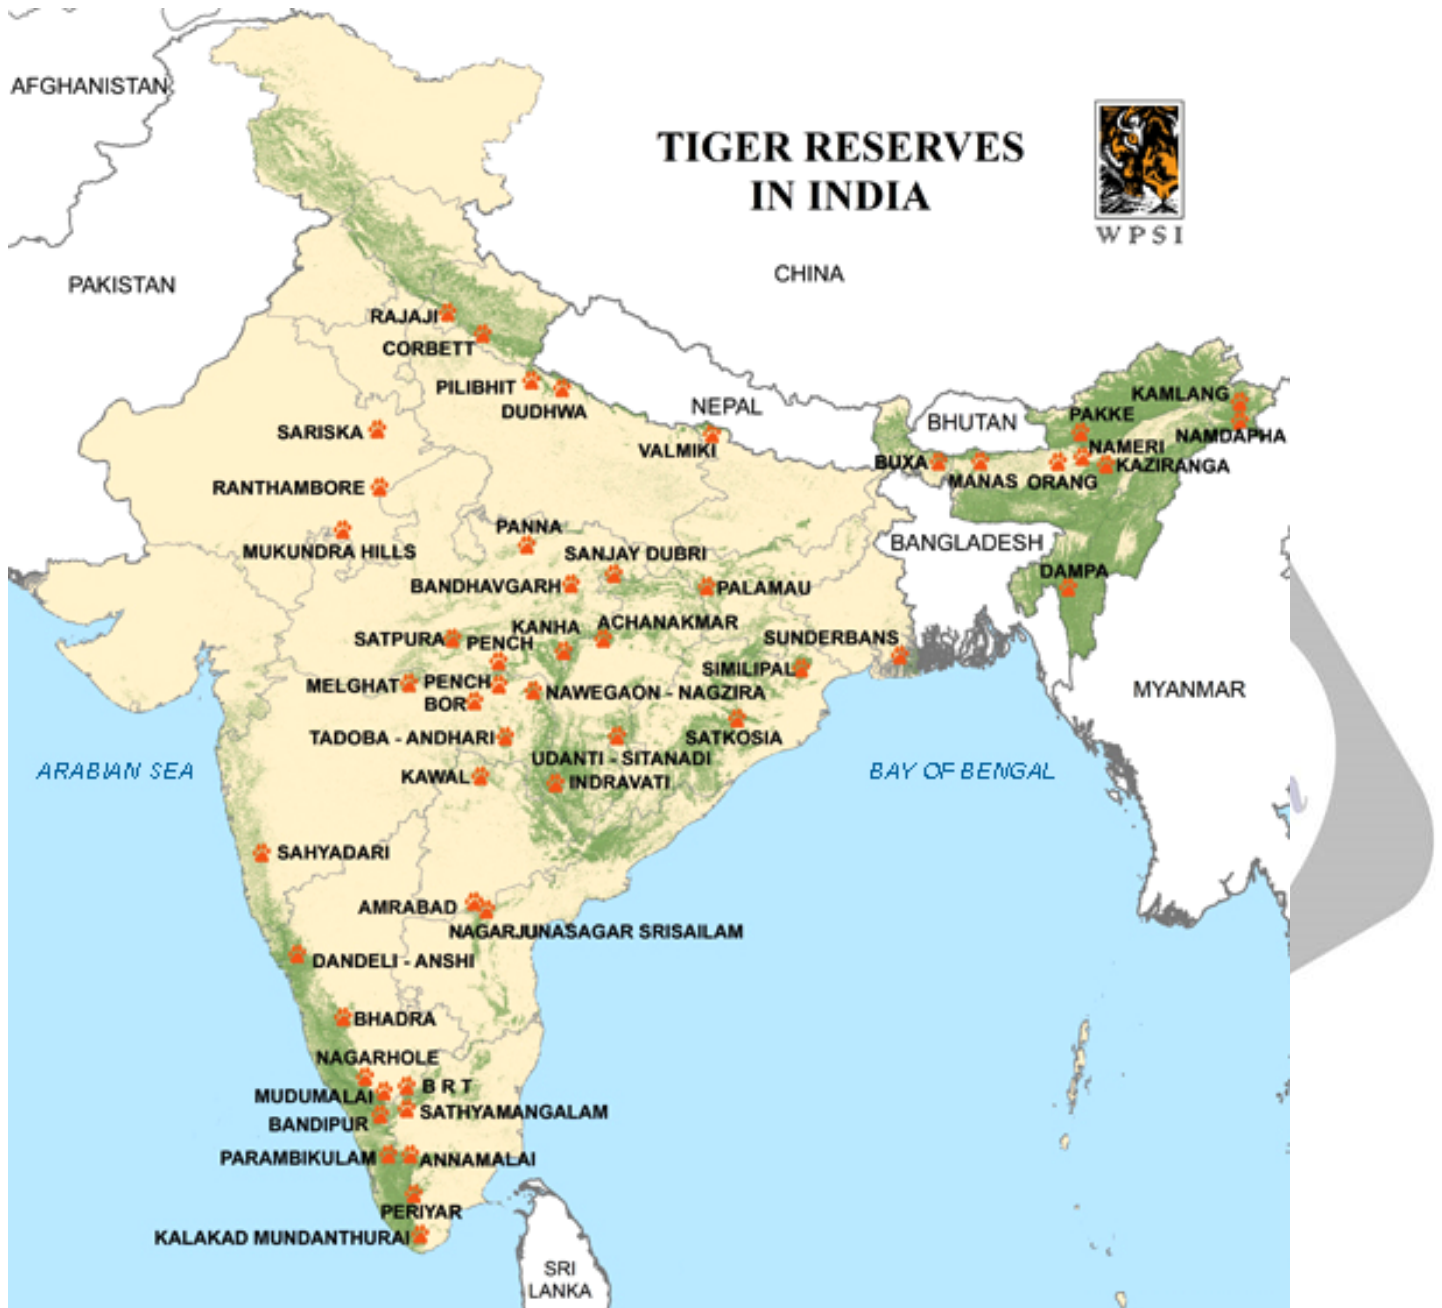 TIGER RESERVES
IN INDIA
WPSI
AFGHANISTAN
PAKISTAN
CHINA
RAJAJI
CORBETT
PILIBHIT
DUDHWA
NEPAL
BHUTAN
KAMLANG
PAKKE
SARISKA
VALMIKI
NAMDAPHA
NAMERI
BUXA
KAZIRANGA
MANAS
ORANG
RANTHAMBORE
PANNA
MUKUNDRA HILLS
SANJAY DUBRI
BANGLADESH
DAMPA
BANDHAVGARH
PALAMAU
KANHA
ACHANAKMAR
SATPURA
PENCH
SUNDERBANS
SIMILIPAL
MELGHAT
PENCH
NAWEGAON - NAGZIRA
MYANMAR
BOR
TADOBA - ANDHARI
SATKOSIA
UDANTI - SITANADI
ARABIAN SEA
KAWAL
INDRAVATI
BAY OF BENGAL
SAHYADARI
AMRABAD
NAGARJUNASAGAR SRISAILAM
DANDELI - ANSHI
BHADRA
NAGARHOLE
B R T
MUDUMALAI
SATHYAMANGALAM
BANDIPUR
PARAMBIKULAM
ANNAMALAI
PERIYAR
KALAKAD MUNDANTHURAI
SRI
LANKA